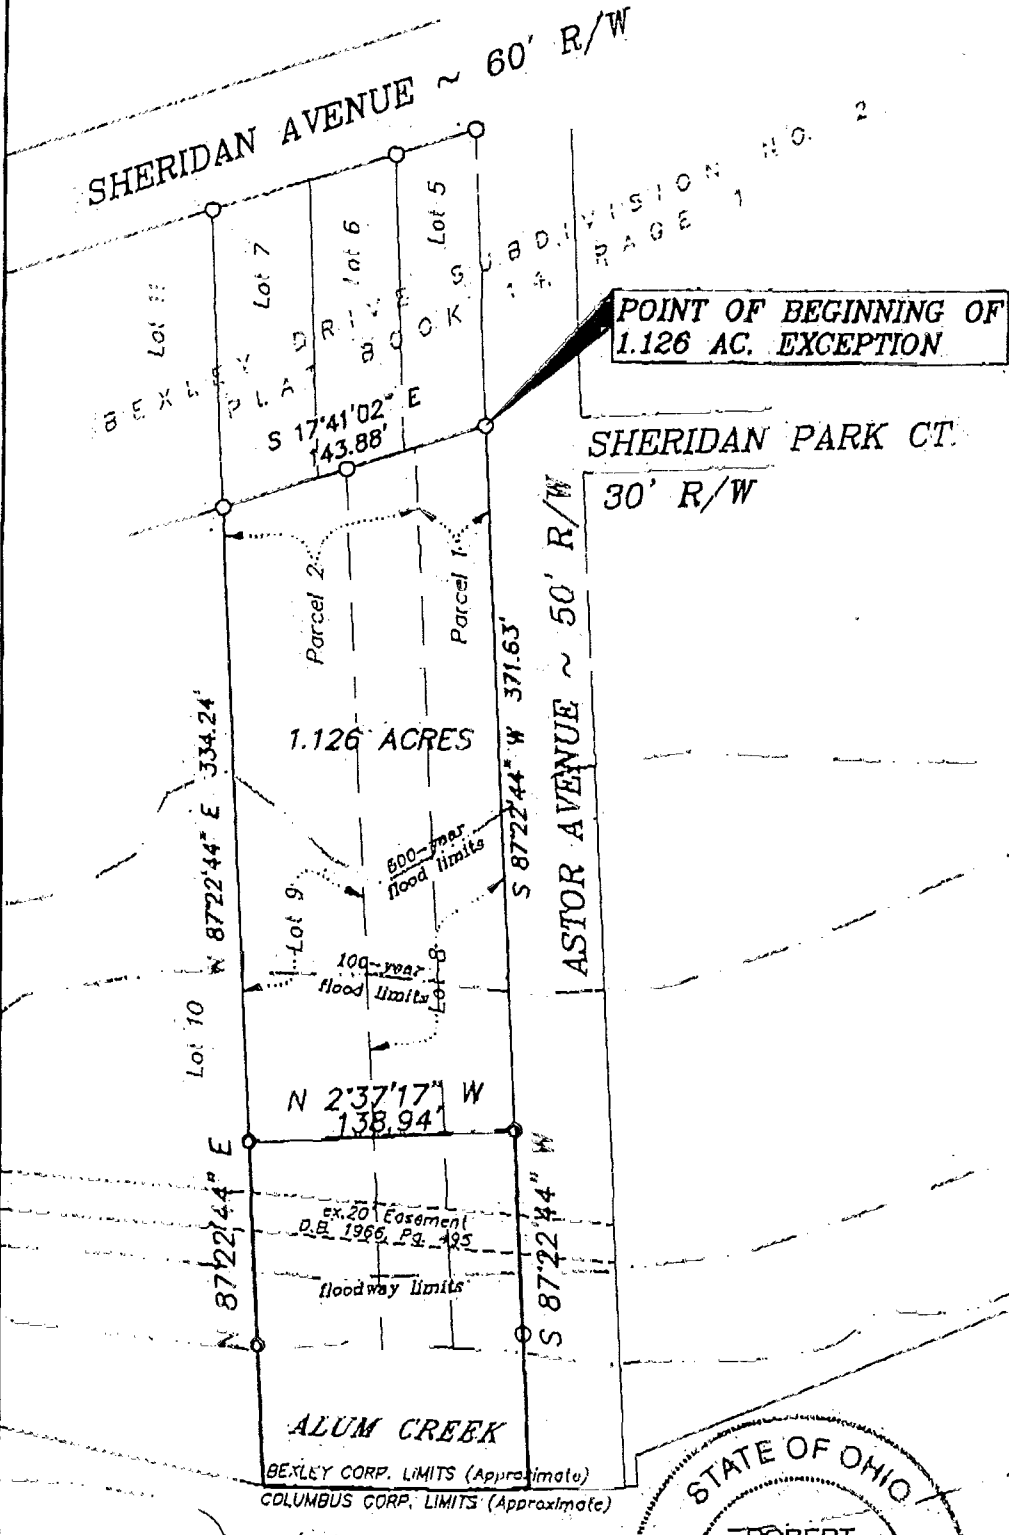 SHERIDAN AVENUE ~ 60' R/W
BEXLEY DRIVE SUBDIVISION NO. 2
PLAT BOOK 14, PAGE 1
Lot 11
Lot 7
Lot 6
Lot 5
POINT OF BEGINNING OF
1.126 AC. EXCEPTION
S 17°41'02" E
143.88'
SHERIDAN PARK CT.
30' R/W
ASTOR AVENUE ~ 50' R/W
Parcel 2
Parcel 1
1.126 ACRES
N 87°22'44" E 334.24'
S 87°22'44" W 371.63'
500-year
flood limits
Lot 9
Lot 8
100-year
flood limits
Lot 10
N 2°37'17" W
138.94'
N 87°22'44" E
S 87°22'44" W
ex.20' Easement
D.B. 1966, Pg. 495
floodway limits
ALUM CREEK
BEXLEY CORP. LIMITS (Approximate)
COLUMBUS CORP. LIMITS (Approximate)
STATE OF OHIO
ROBERT